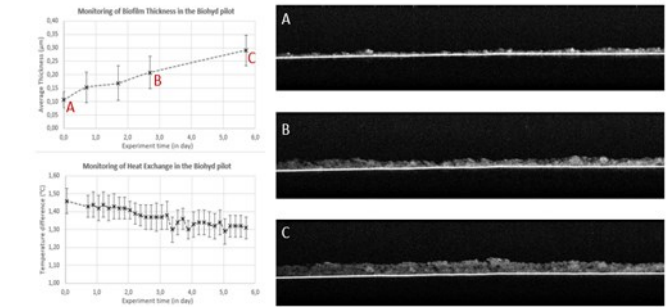 Monitoring of Biofilm Thickness in the Biohyd pilot
Average Thickness (µm)
0,40
0,35
0,30
0,25
0,20
0,15
0,10
0,05
0,00
A
B
C
0,0 1,0 2,0 3,0 4,0 5,0 6,0
Experiment time (in day)
Monitoring of Heat Exchange in the Biohyd pilot
Temperature difference (°C)
1,60
1,50
1,40
1,30
1,20
1,10
1,00
0,0 1,0 2,0 3,0 4,0 5,0 6,0
Experiment time (in day)
A
B
C